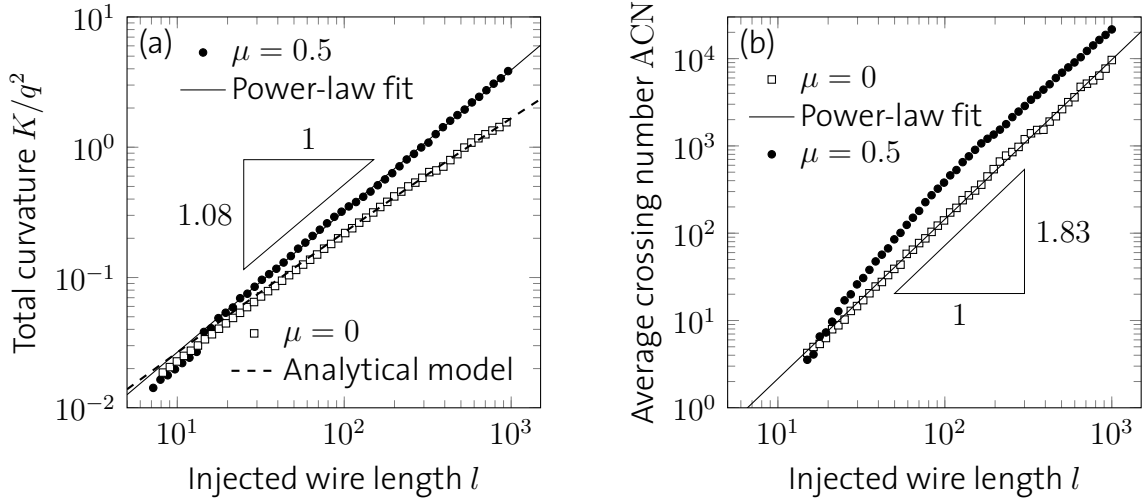 (a)
μ = 0.5
Power-law fit
1
1.08
μ = 0
Analytical model
10^1
10^0
10^−1
10^−2
10^1 10^2 10^3
Total curvature K/q^2
Injected wire length l
(b)
μ = 0
Power-law fit
μ = 0.5
1.83
1
10^4
10^3
10^2
10^1
10^0
10^1 10^2 10^3
Average crossing number ACN
Injected wire length l